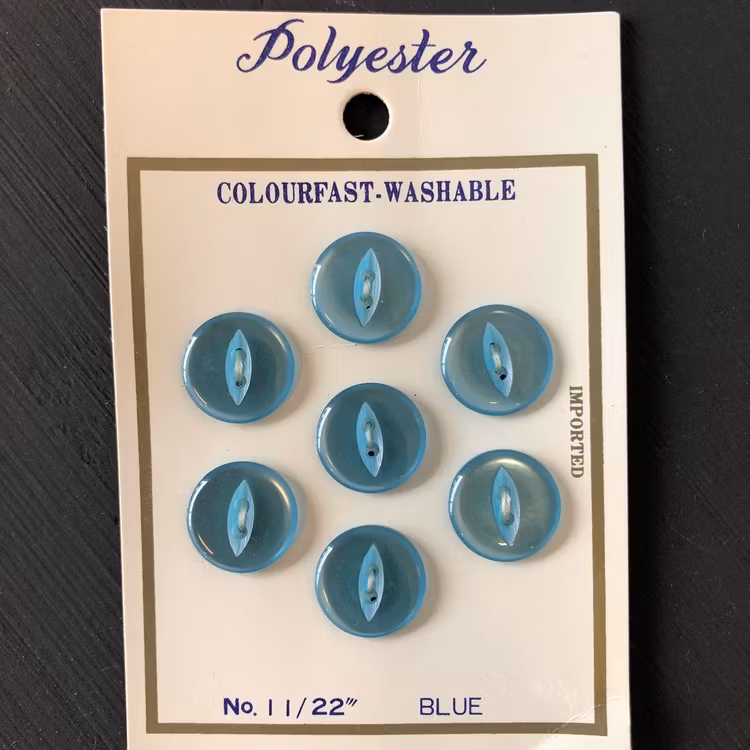 Polyester
COLOURFAST-WASHABLE
IMPORTED
No. 11/22"
BLUE